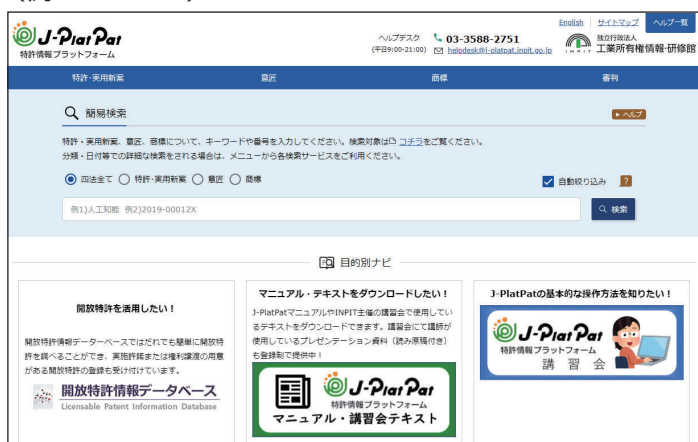 English サイトマップ ヘルプ一覧
J-PlatPat
特許情報プラットフォーム
ヘルプデスク 03-3588-2751
(平日9:00-21:00) helpdesk@j-platpat.inpit.go.jp
INPIT
独立行政法人
工業所有権情報・研修館
特許・実用新案 意匠 商標 審判
簡易検索
ヘルプ
特許・実用新案、意匠、商標について、キーワードや番号を入力してください。検索対象は コチラをご覧ください。
分類・日付等での詳細な検索をされる場合は、メニューから各検索サービスをご利用ください。
四法全て 特許・実用新案 意匠 商標 自動絞り込み ?
例1)人工知能 例2)2019-00012X 検索
目的別ナビ
開放特許を活用したい！
開放特許情報データーベースではだれでも簡単に開放特
許を調べることができ、実施許諾または権利譲渡の用意
がある開放特許の登録も受け付けています。
開放特許情報データベース
Licensable Patent Information Database
マニュアル・テキストをダウンロードしたい！
J-PlatPatマニュアルやINPIT主催の講習会で使用してい
るテキストをダウンロードできます。講習会にて講師が
使用しているプレゼンテーション資料（読み原稿付き）
も登録制で提供中！
J-PlatPat
特許情報プラットフォーム
マニュアル・講習会テキスト
J-PlatPatの基本的な操作方法を知りたい！
J-PlatPat
特許情報プラットフォーム
講習会